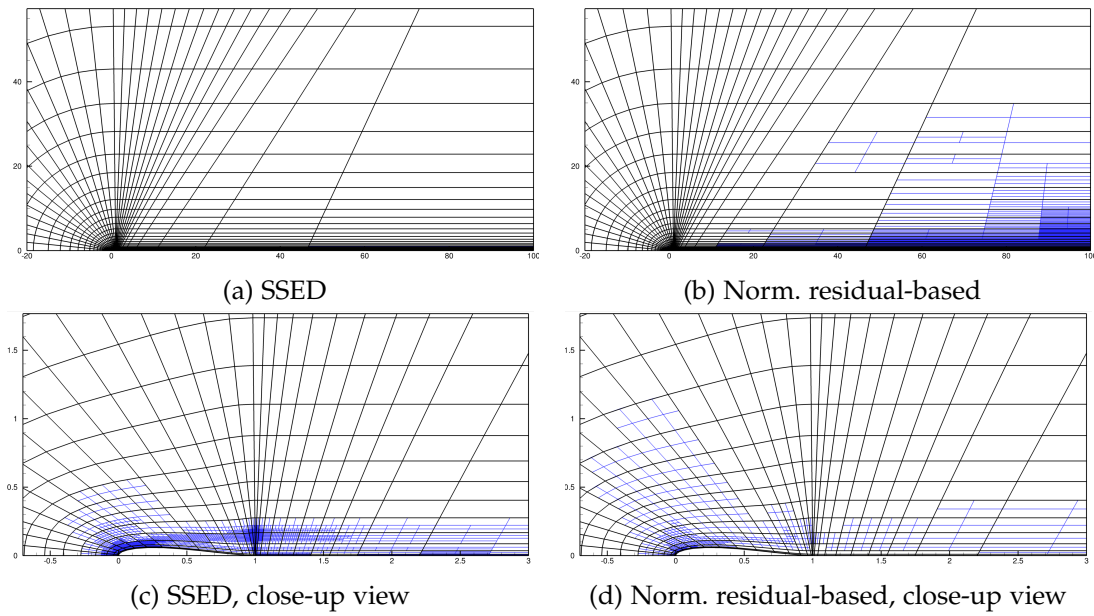 40
20
0
-20 0 20 40 60 80 100
(a) SSED
40
20
0
-20 0 20 40 60 80 100
(b) Norm. residual-based
1.5
1
0.5
0
-0.5 0 0.5 1 1.5 2 2.5 3
(c) SSED, close-up view
1.5
1
0.5
0
-0.5 0 0.5 1 1.5 2 2.5 3
(d) Norm. residual-based, close-up view